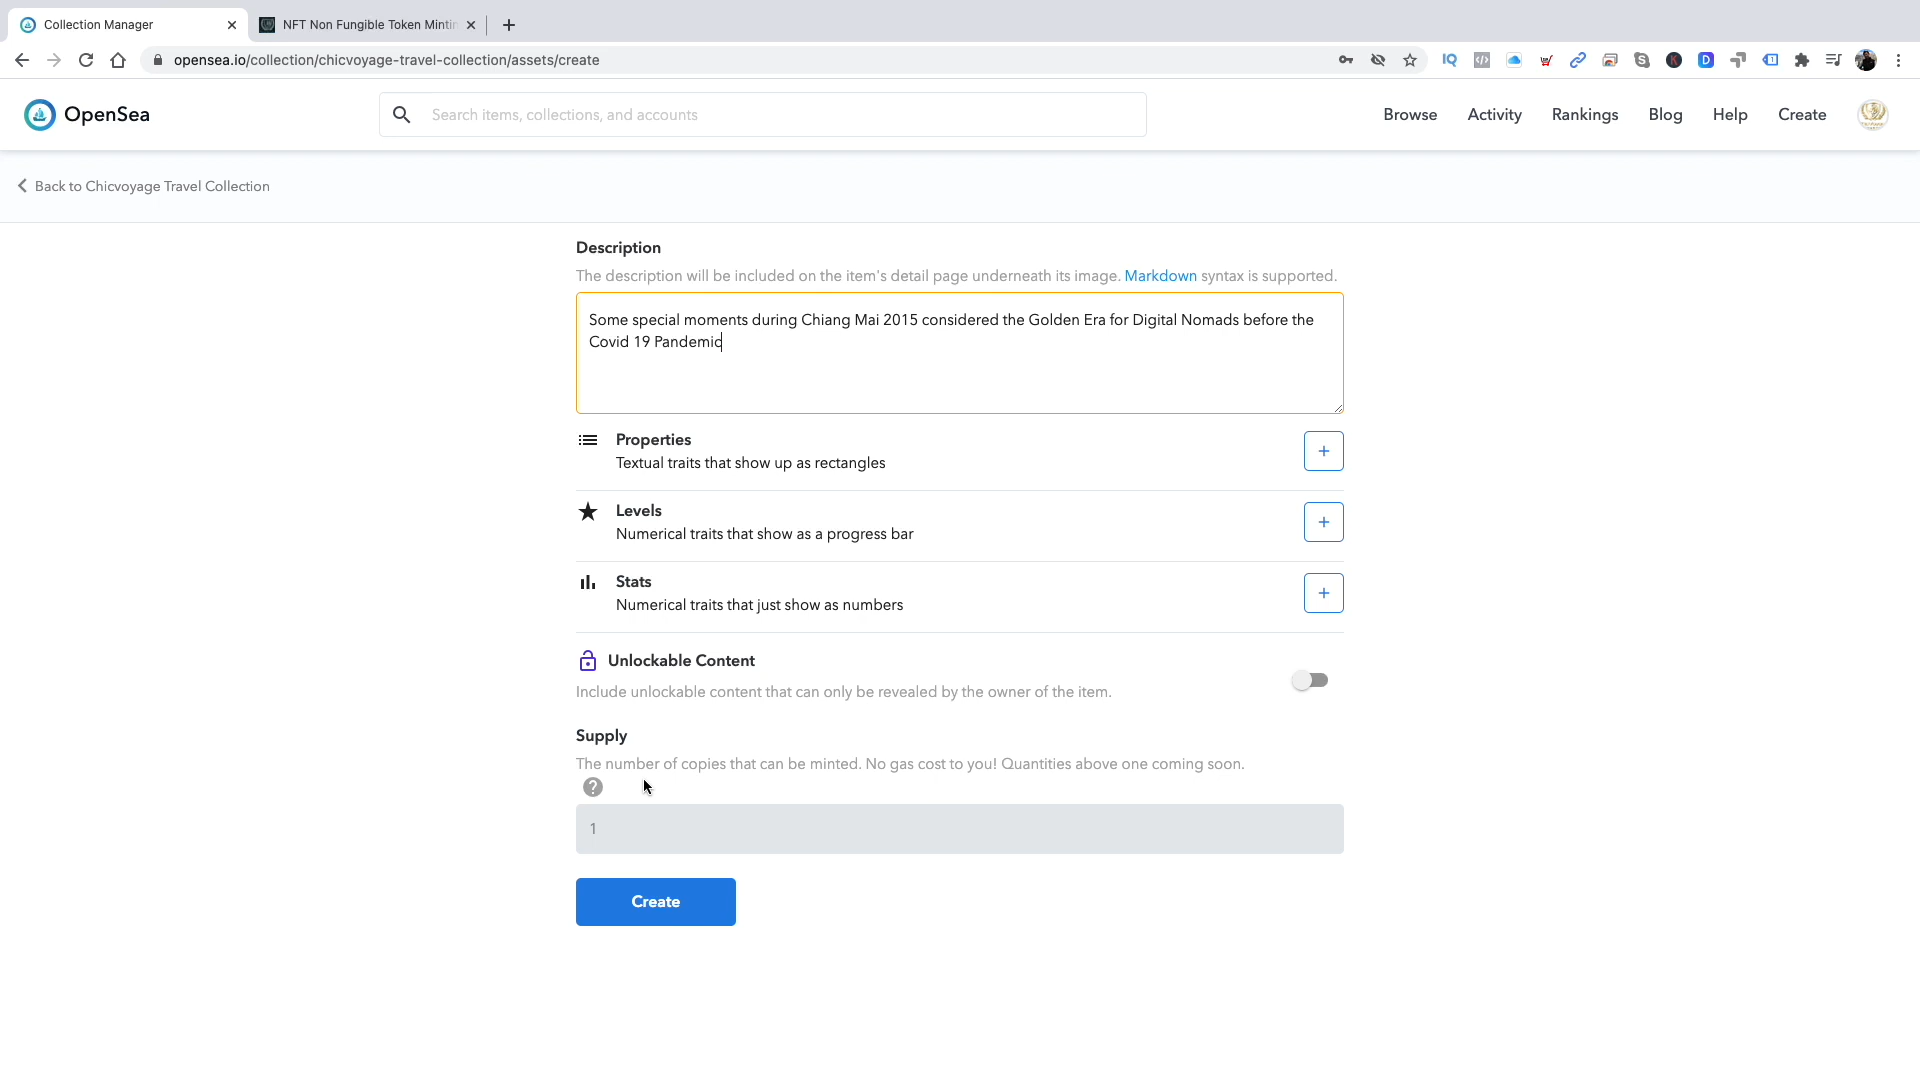 Collection Manager
NFT Non Fungible Token Mintin
opensea.io/collection/chicvoyage-travel-collection/assets/create
OpenSea
Search items, collections, and accounts
Browse
Activity
Rankings
Blog
Help
Create
Back to Chicvoyage Travel Collection
Description
The description will be included on the item's detail page underneath its image. Markdown syntax is supported.
Some special moments during Chiang Mai 2015 considered the Golden Era for Digital Nomads before the
Covid 19 Pandemic
Properties
Textual traits that show up as rectangles
Levels
Numerical traits that show as a progress bar
Stats
Numerical traits that just show as numbers
Unlockable Content
Include unlockable content that can only be revealed by the owner of the item.
Supply
The number of copies that can be minted. No gas cost to you! Quantities above one coming soon.
?
1
Create